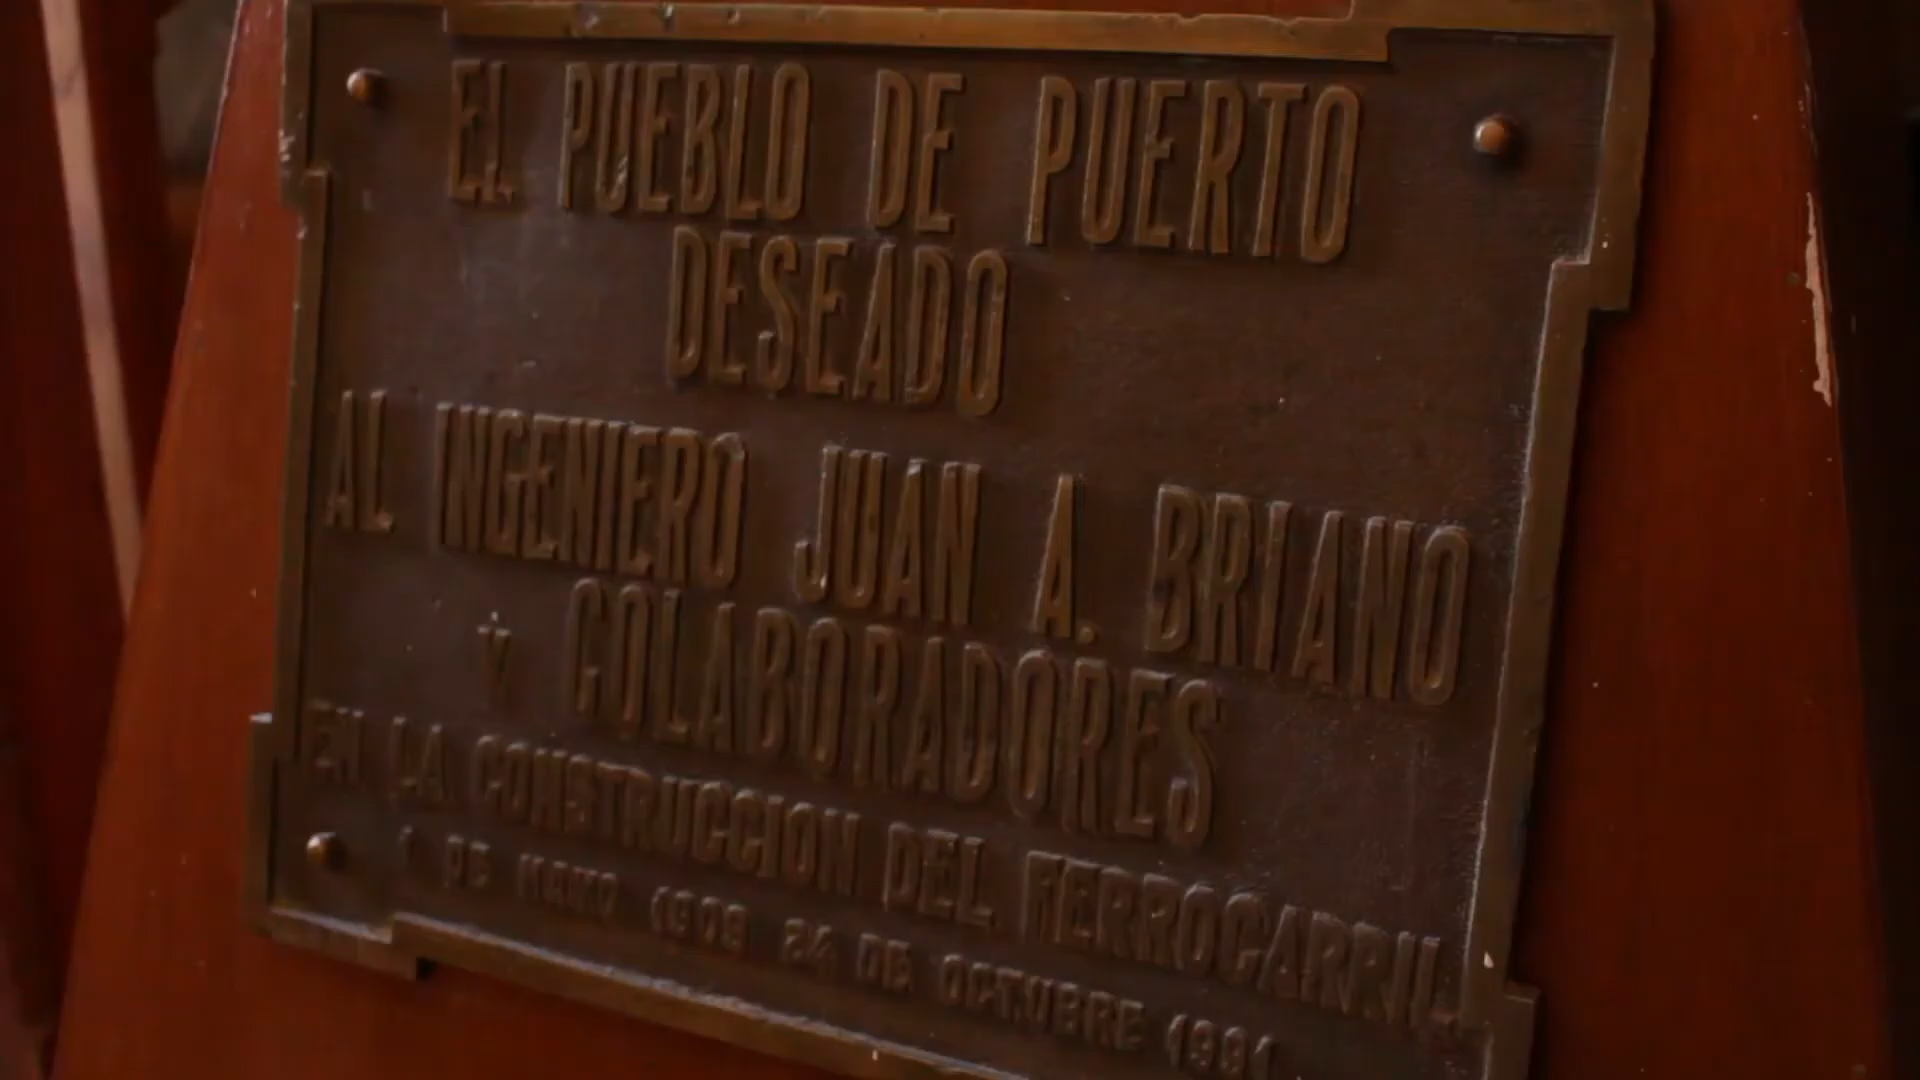 EL PUEBLO DE PUERTO
DESEADO
AL INGENIERO JUAN A. BRIANO
Y COLABORADORES
EN LA CONSTRUCCION DEL FERROCARRIL
1 DE MAYO 1909 24 DE OCTUBRE 1991